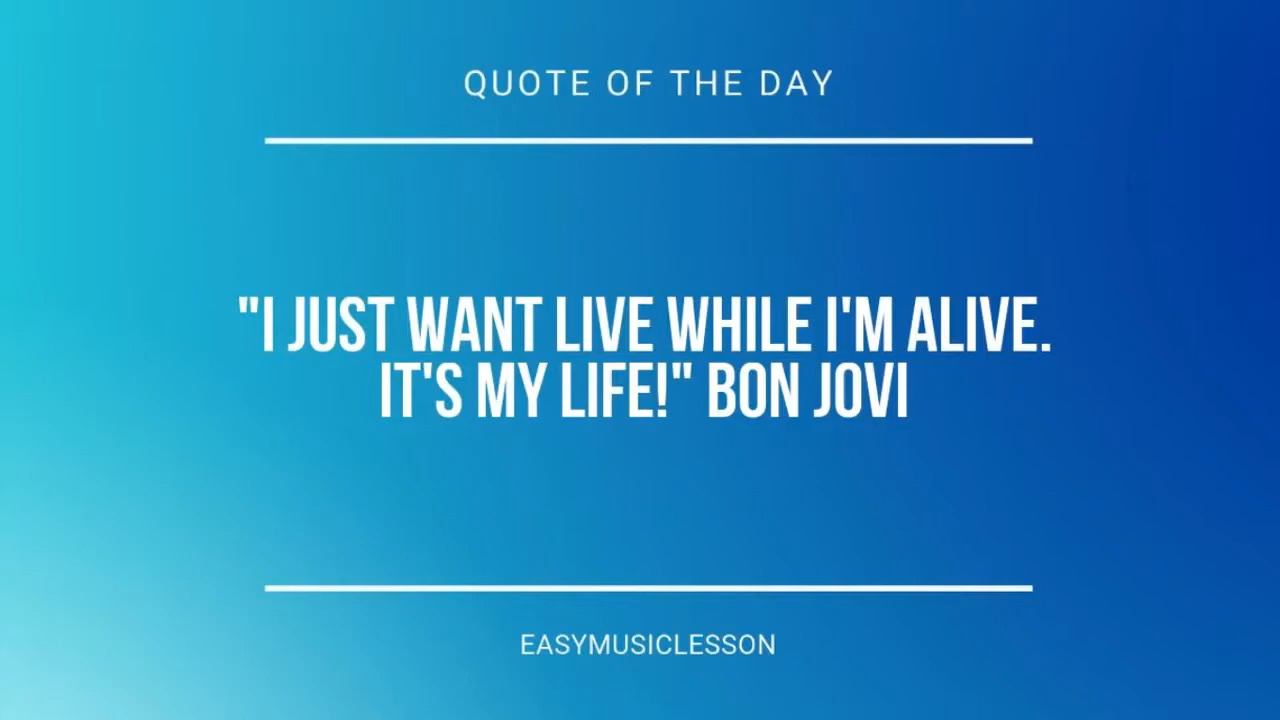 QUOTE OF THE DAY
"I JUST WANT LIVE WHILE I'M ALIVE.
IT'S MY LIFE!" BON JOVI
EASYMUSICLESSON